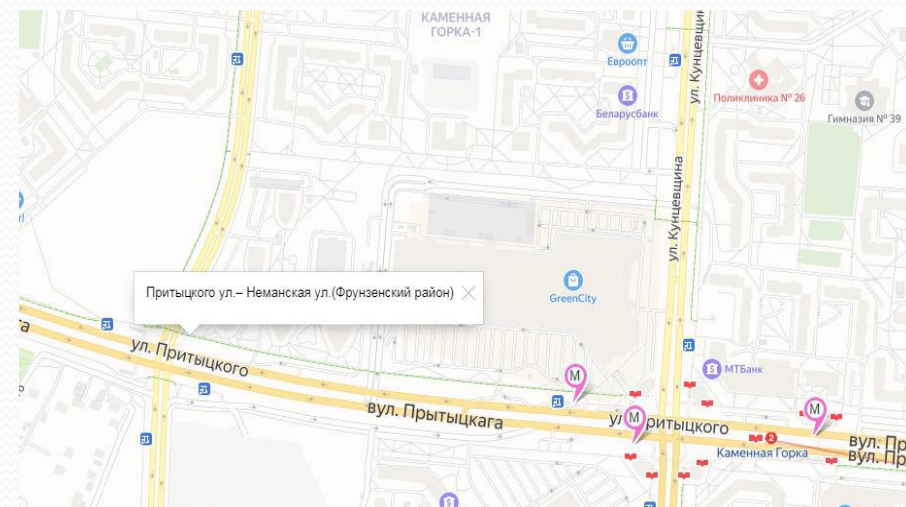 КАМЕННАЯ
ГОРКА-1
Евроопт
Беларусбанк
ул. Кунцевщина
Поликлиника № 26
Гимназия № 39
ул. Кунцевщина
Притыцкого ул.– Неманская ул.(Фрунзенский район)
GreenCity
ул. Притыцкого
МТБанк
М
М
М
вул. Прытыцкага
ул. Притыцкого
2
Каменная Горка
вул. Пр
вул. Пр